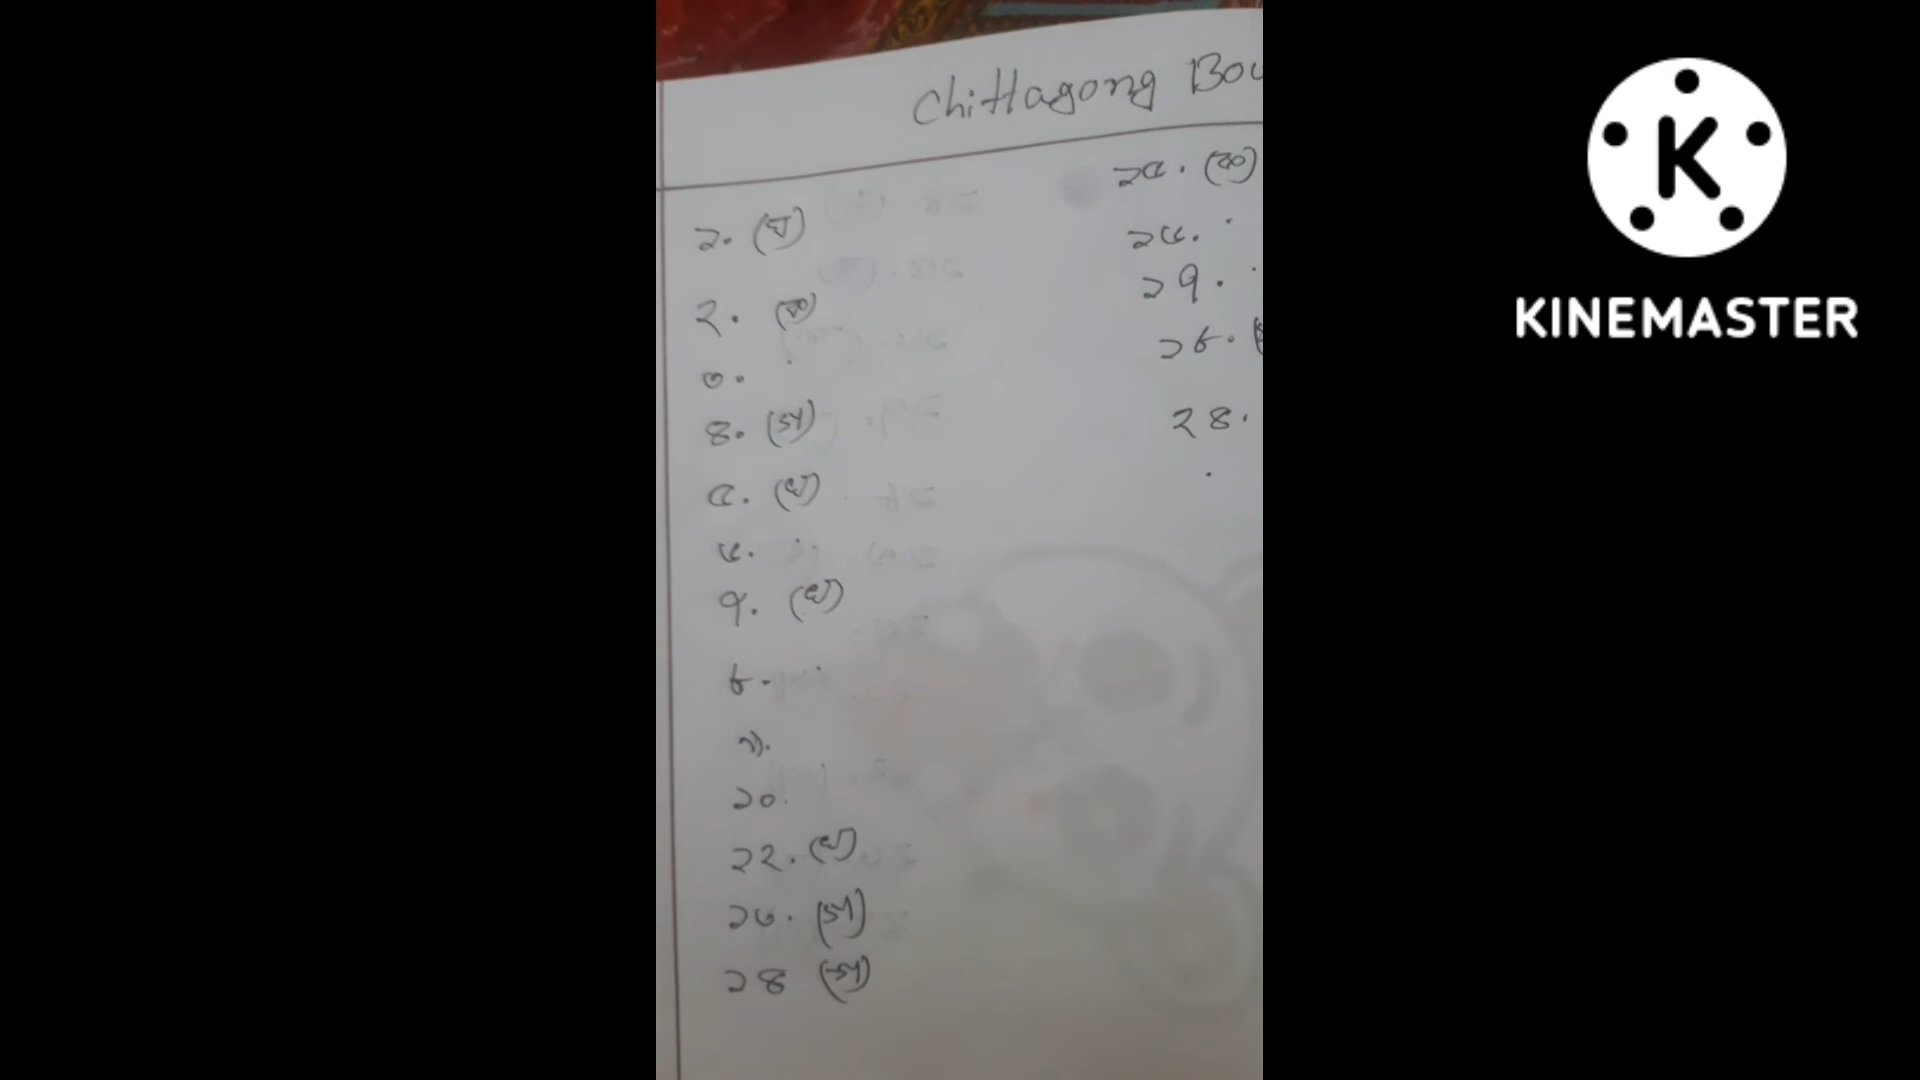 Chittagong Bou
১. (ঘ)
২. (ক)
৩.
৪. (গ)
৫. (খ)
৬.
৭. (খ)
৮.
৯.
১০.
১২. (খ)
১৩. (গ)
১৪ (গ)
১৫. (ক)
১৬.
১৭.
১৮.
২৪.
KINEMASTER